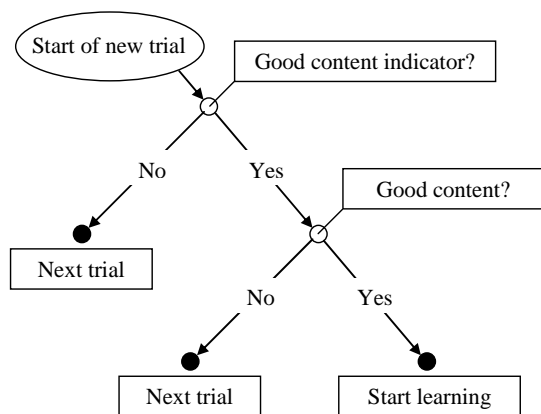 Start of new trial
Good content indicator?
No
Yes
Good content?
Next trial
No
Yes
Next trial
Start learning